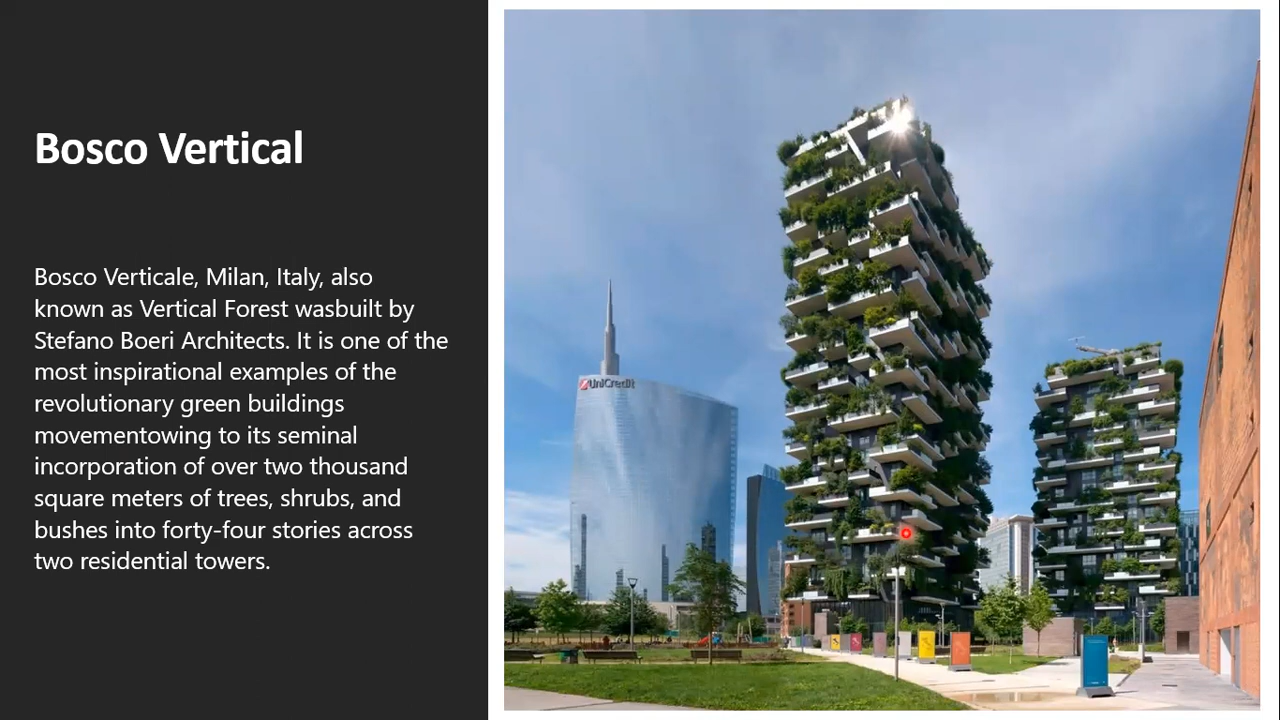 Bosco Vertical
Bosco Verticale, Milan, Italy, also
known as Vertical Forest wasbuilt by
Stefano Boeri Architects. It is one of the
most inspirational examples of the
revolutionary green buildings
movementowing to its seminal
incorporation of over two thousand
square meters of trees, shrubs, and
bushes into forty-four stories across
two residential towers.
UniCredit